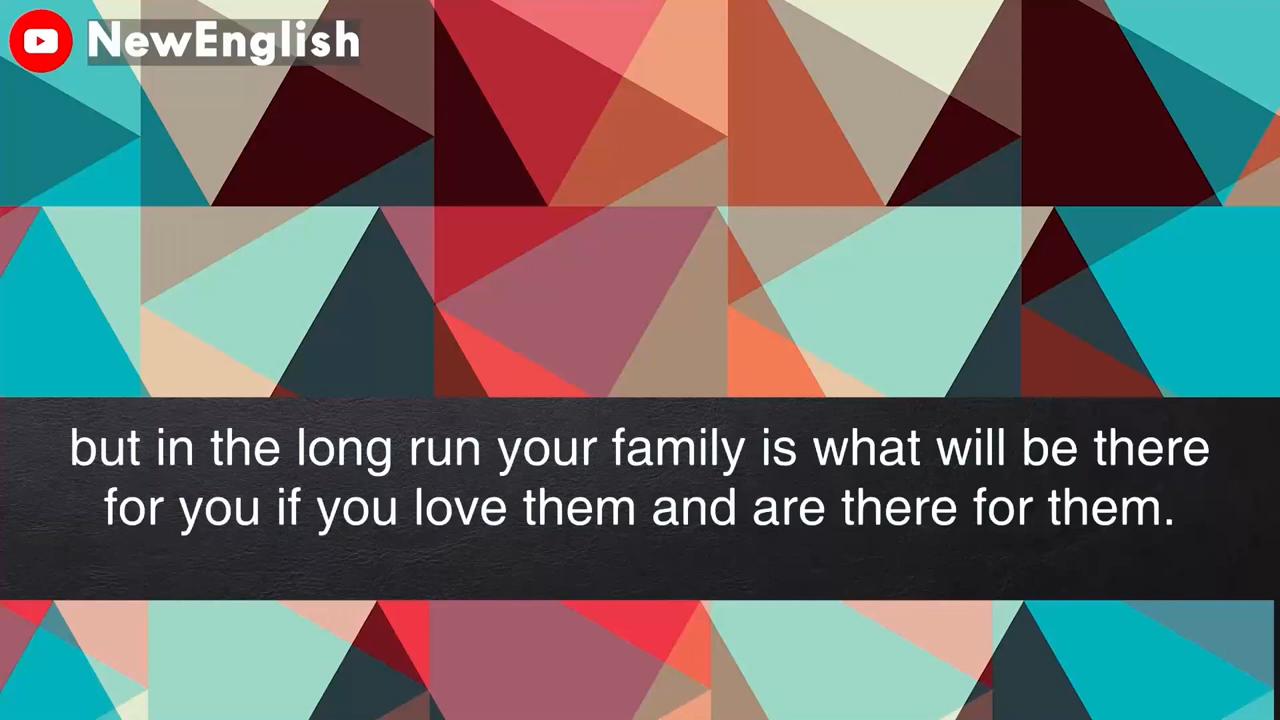 NewEnglish
but in the long run your family is what will be there
for you if you love them and are there for them.